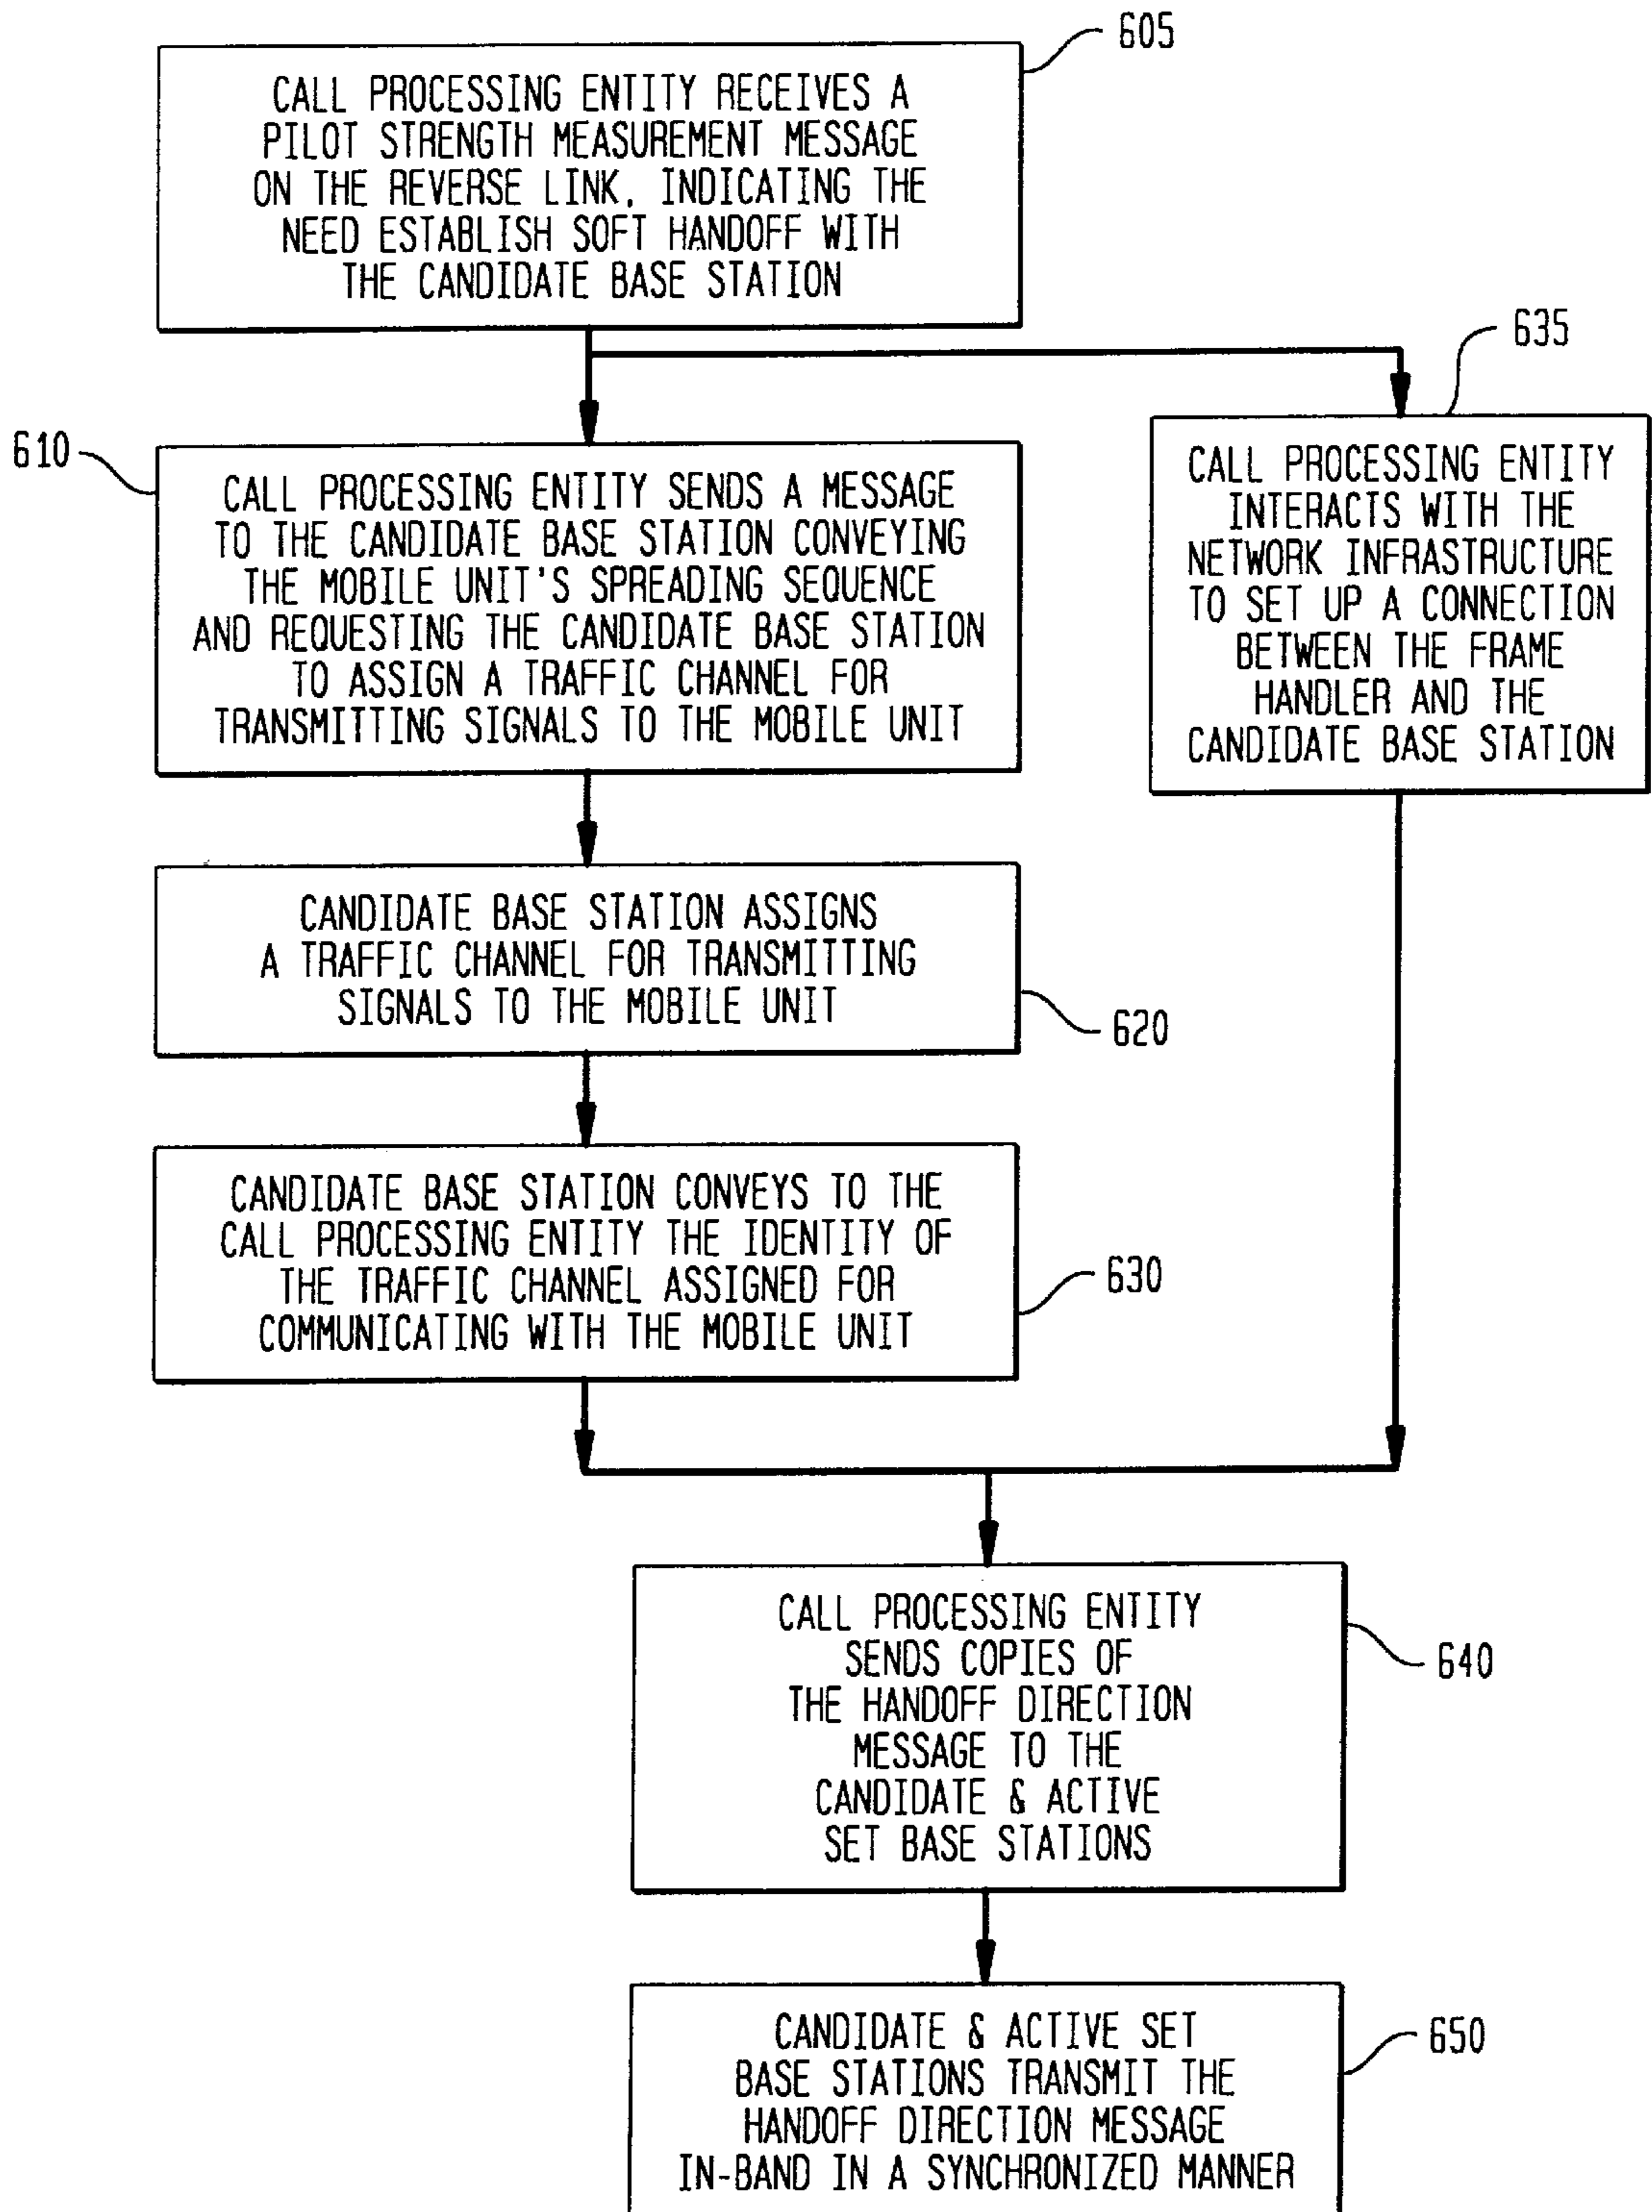 605
CALL PROCESSING ENTITY RECEIVES A
PILOT STRENGTH MEASUREMENT MESSAGE
ON THE REVERSE LINK, INDICATING THE
NEED ESTABLISH SOFT HANDOFF WITH
THE CANDIDATE BASE STATION
635
610
CALL PROCESSING ENTITY SENDS A MESSAGE
TO THE CANDIDATE BASE STATION CONVEYING
THE MOBILE UNIT'S SPREADING SEQUENCE
AND REQUESTING THE CANDIDATE BASE STATION
TO ASSIGN A TRAFFIC CHANNEL FOR
TRANSMITTING SIGNALS TO THE MOBILE UNIT
CALL PROCESSING ENTITY
INTERACTS WITH THE
NETWORK INFRASTRUCTURE
TO SET UP A CONNECTION
BETWEEN THE FRAME
HANDLER AND THE
CANDIDATE BASE STATION
CANDIDATE BASE STATION ASSIGNS
A TRAFFIC CHANNEL FOR TRANSMITTING
SIGNALS TO THE MOBILE UNIT
620
CANDIDATE BASE STATION CONVEYS TO THE
CALL PROCESSING ENTITY THE IDENTITY OF
THE TRAFFIC CHANNEL ASSIGNED FOR
COMMUNICATING WITH THE MOBILE UNIT
630
CALL PROCESSING ENTITY
SENDS COPIES OF
THE HANDOFF DIRECTION
MESSAGE TO THE
CANDIDATE & ACTIVE
SET BASE STATIONS
640
CANDIDATE & ACTIVE SET
BASE STATIONS TRANSMIT THE
HANDOFF DIRECTION MESSAGE
IN-BAND IN A SYNCHRONIZED MANNER
650